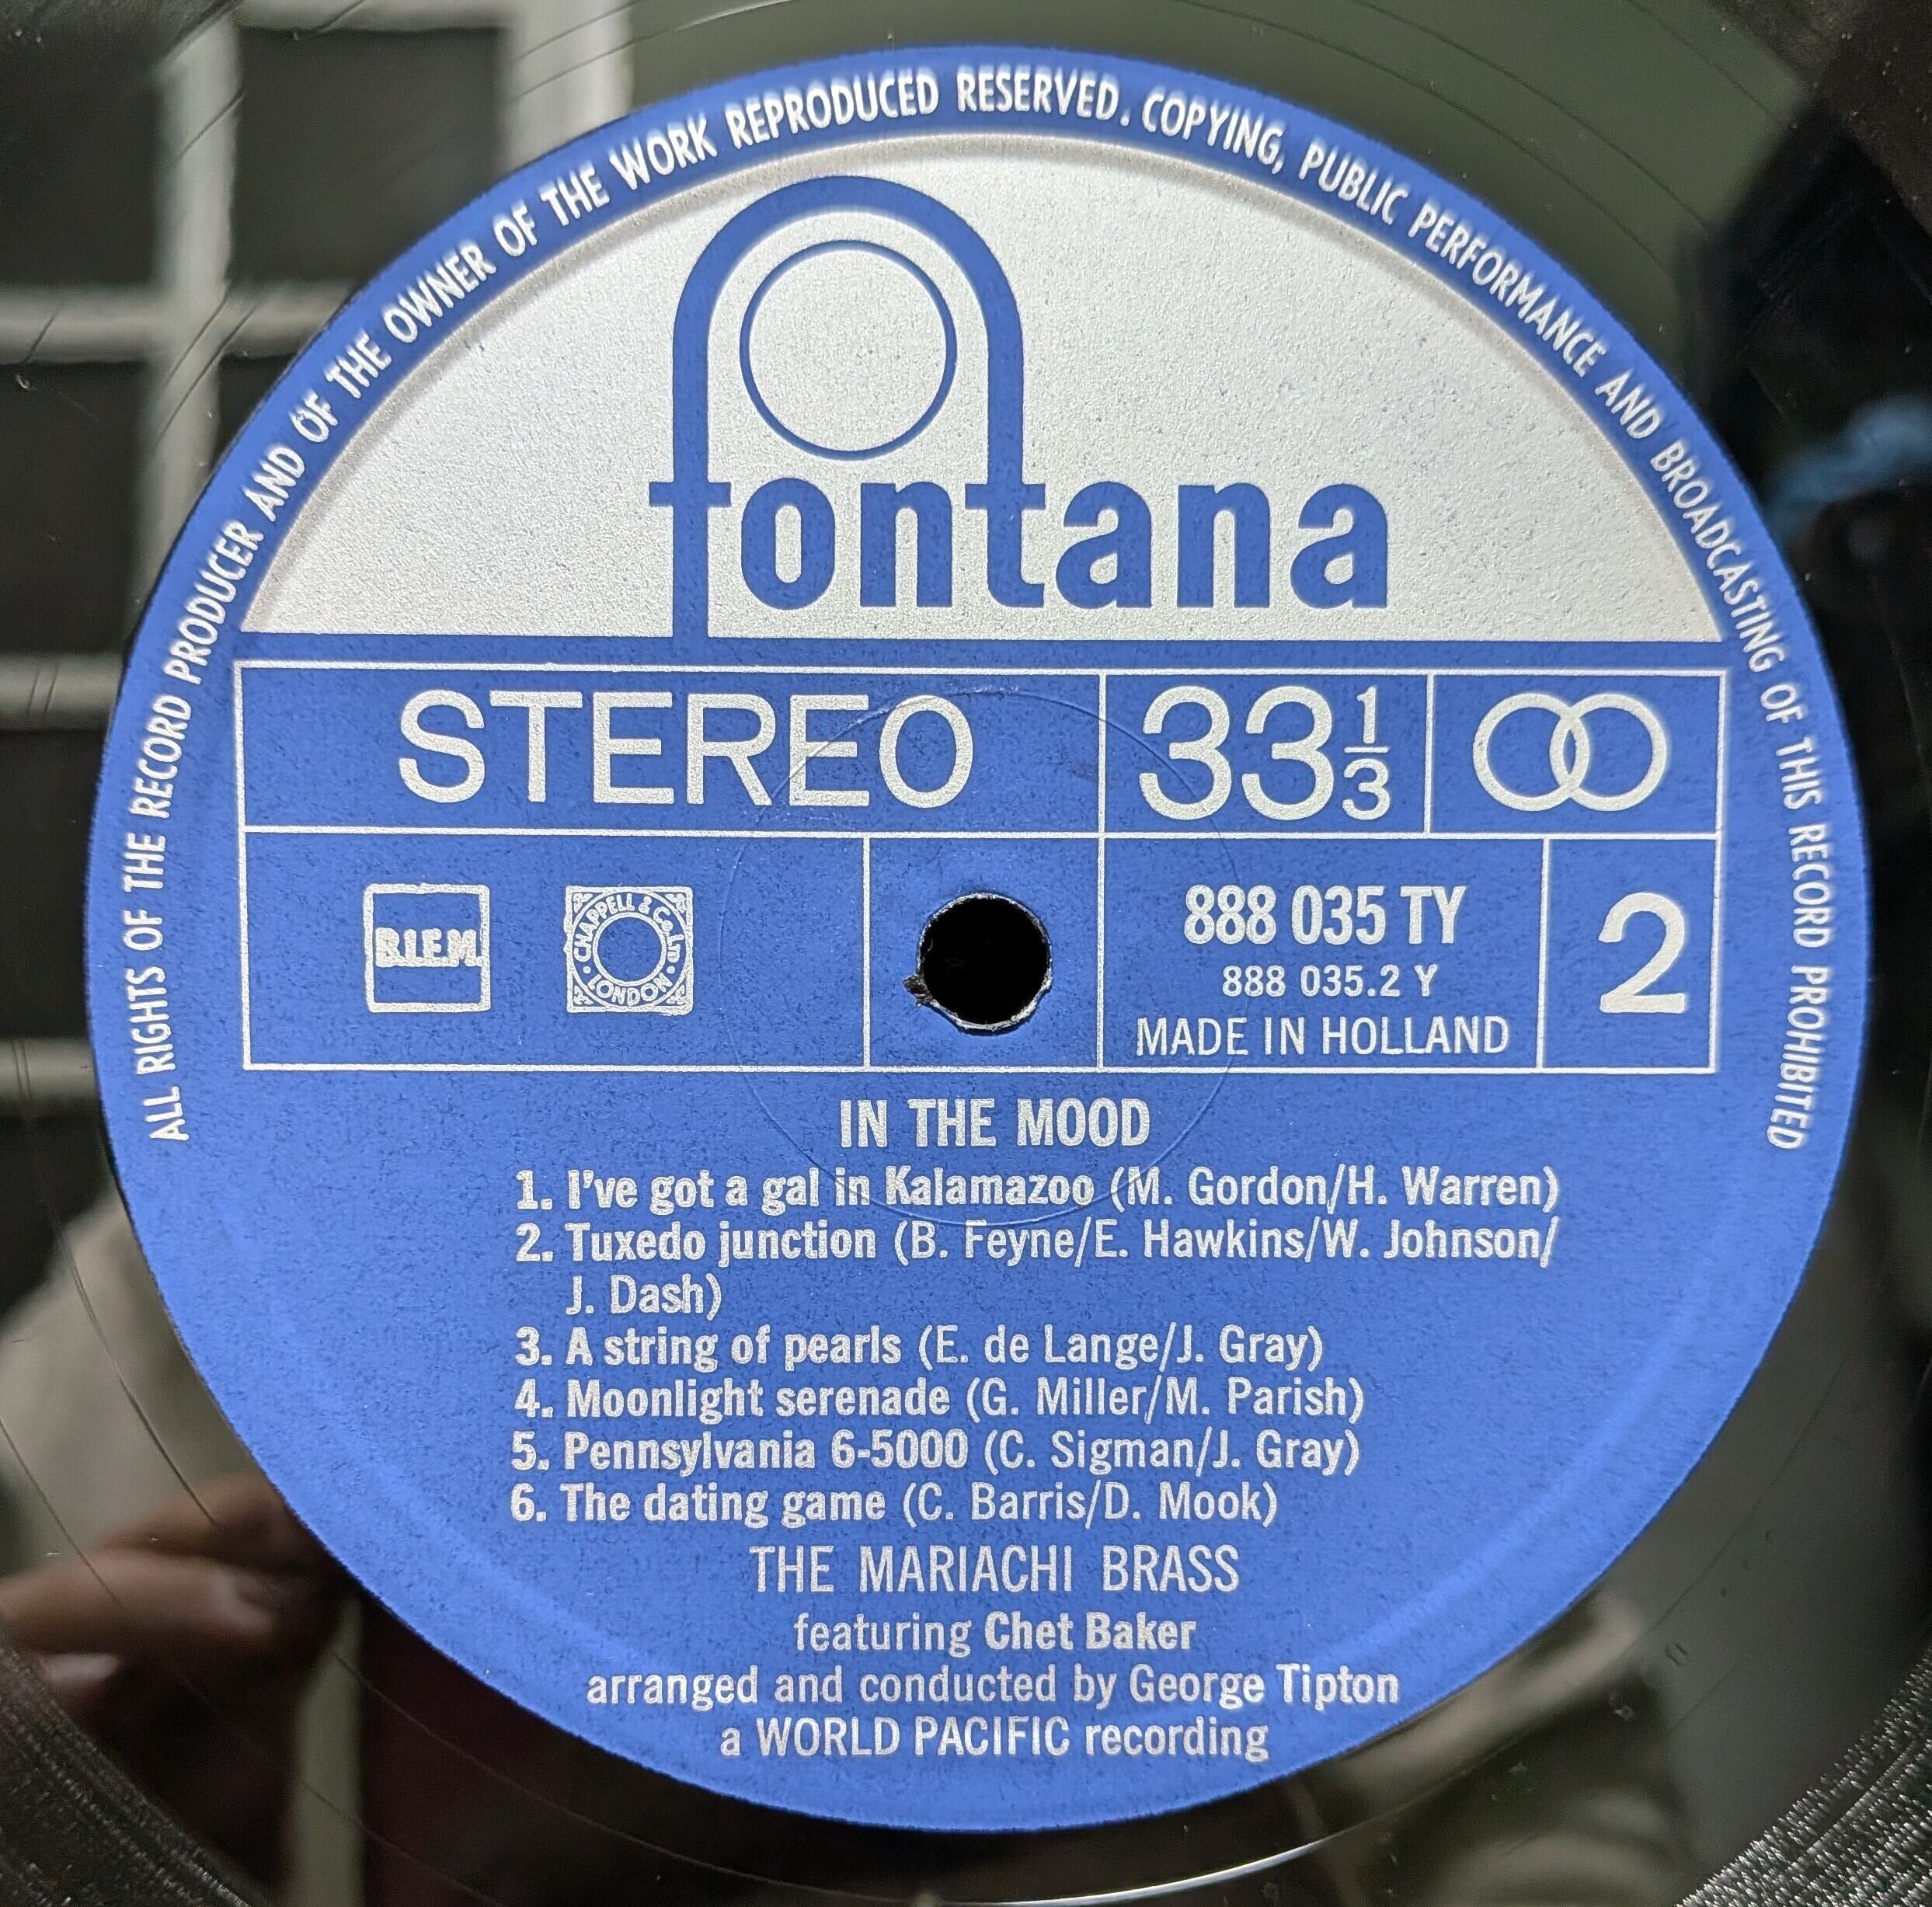 ALL RIGHTS OF THE RECORD PRODUCER AND OF THE OWNER OF THE WORK REPRODUCED RESERVED. COPYING, PUBLIC PERFORMANCE AND BROADCASTING OF THIS RECORD PROHIBITED
fontana
STEREO 33 1/3
B.I.E.M. CHAPPELL & Co. LTD · LONDON ·
888 035 TY
888 035.2 Y
MADE IN HOLLAND
2
IN THE MOOD
1. I've got a gal in Kalamazoo (M. Gordon/H. Warren)
2. Tuxedo junction (B. Feyne/E. Hawkins/W. Johnson/
J. Dash)
3. A string of pearls (E. de Lange/J. Gray)
4. Moonlight serenade (G. Miller/M. Parish)
5. Pennsylvania 6-5000 (C. Sigman/J. Gray)
6. The dating game (C. Barris/D. Mook)
THE MARIACHI BRASS
featuring Chet Baker
arranged and conducted by George Tipton
a WORLD PACIFIC recording